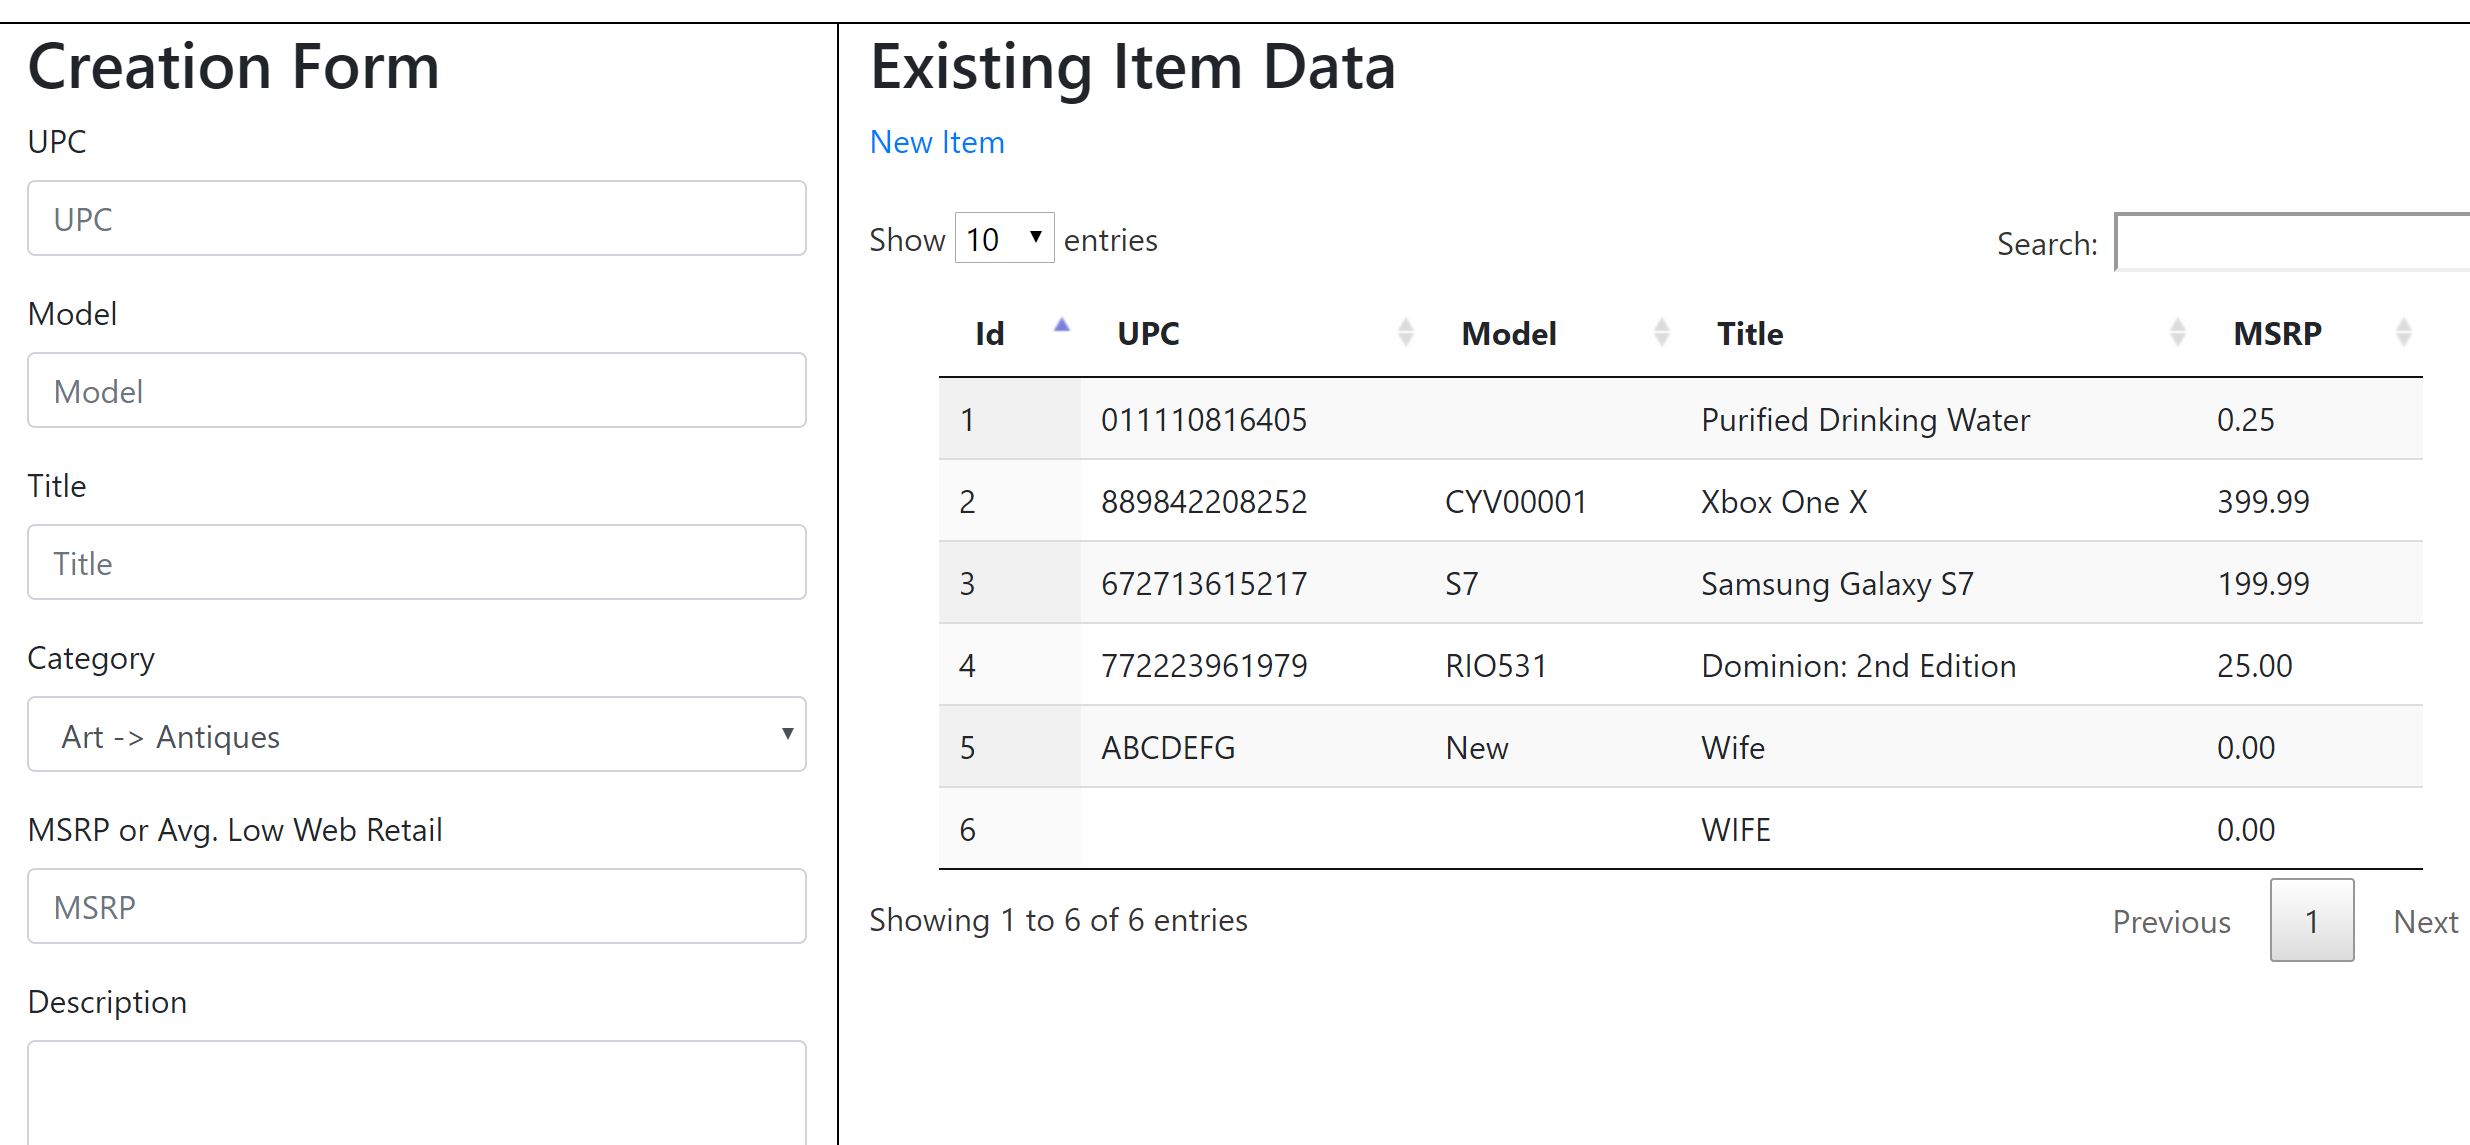 Creation Form
UPC
UPC
Model
Model
Title
Title
Category
Art -> Antiques
MSRP or Avg. Low Web Retail
MSRP
Description
Existing Item Data
New Item
Show 10 entries
Search:
Id UPC Model Title MSRP
1 011110816405 Purified Drinking Water 0.25
2 889842208252 CYV00001 Xbox One X 399.99
3 672713615217 S7 Samsung Galaxy S7 199.99
4 772223961979 RIO531 Dominion: 2nd Edition 25.00
5 ABCDEFG New Wife 0.00
6 WIFE 0.00
Showing 1 to 6 of 6 entries
Previous 1 Next